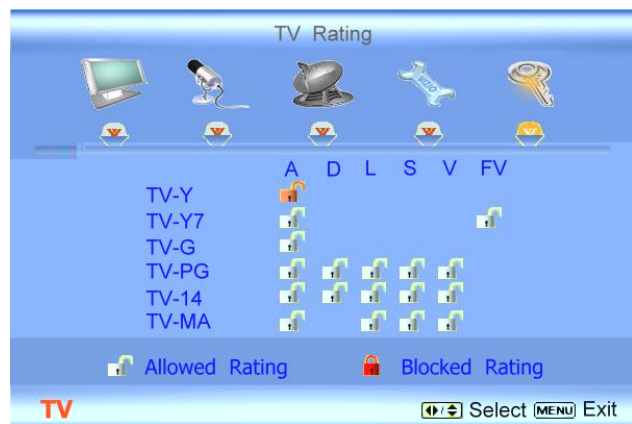 TV Rating
VIZIO
A D L S V FV
TV-Y
TV-Y7
TV-G
TV-PG
TV-14
TV-MA
Allowed Rating Blocked Rating
TV Select MENU Exit